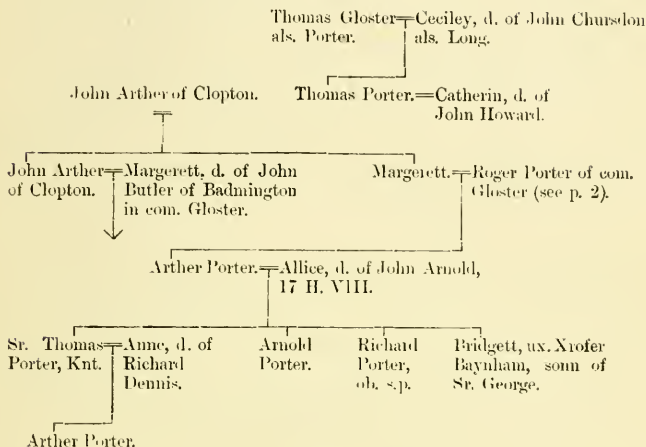 Thomas Gloster Ceciley, d. of John Chursdon
als. Porter. als. Long.
John Arther of Clopton. Thomas Porter. = Catherin, d. of
John Howard.
John Arther Margerett, d. of John Margerett. Roger Porter of com.
of Clopton. Butler of Badmington Gloster (see p. 2).
in com. Gloster.
Arther Porter. Allice, d. of John Arnold,
17 H. VIII.
Sr. Thomas Anne, d. of Arnold Richard Bridgett, ux. Xrofer
Porter, Knt. Richard Porter. Porter, Baynham, sonn of
Dennis. ob. s.p. Sr. George.
Arther Porter.